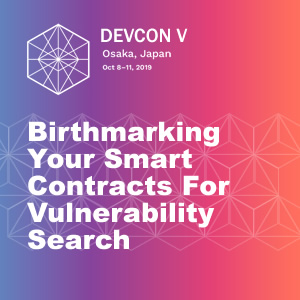 DEVCON V
Osaka, Japan
Oct 8–11, 2019
Birthmarking
Your Smart
Contracts For
Vulnerability
Search